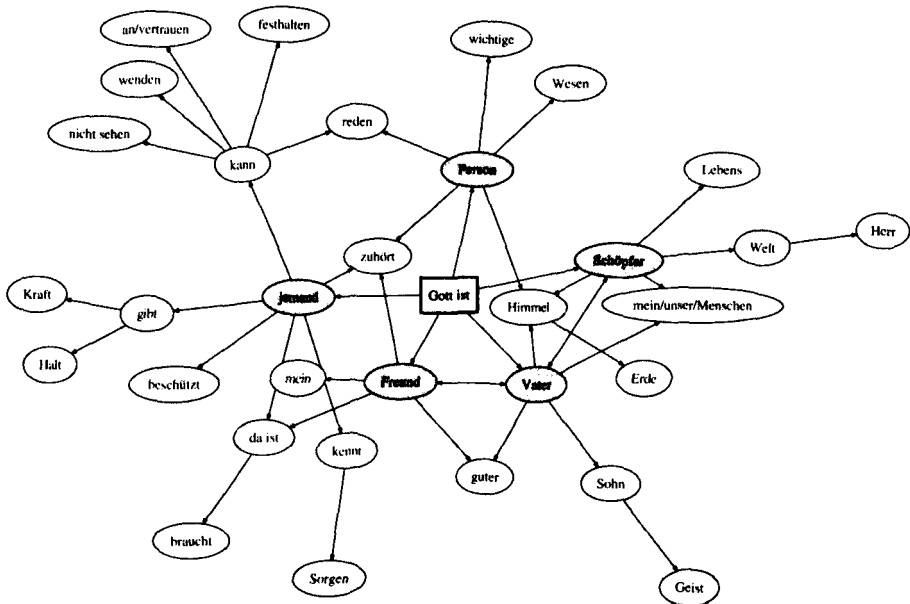 festhalten
an/vertrauen
wichtige
wenden
Wesen
reden
nicht sehen
kann
Person
Lebens
Herr
Welt
zuhört
Schöpfer
Kraft
jemand
Gott ist
Himmel
mein/unser/Menschen
gibt
Halt
beschützt
mein
Freund
Vater
Erde
da ist
kennt
guter
Sohn
braucht
Sorgen
Geist